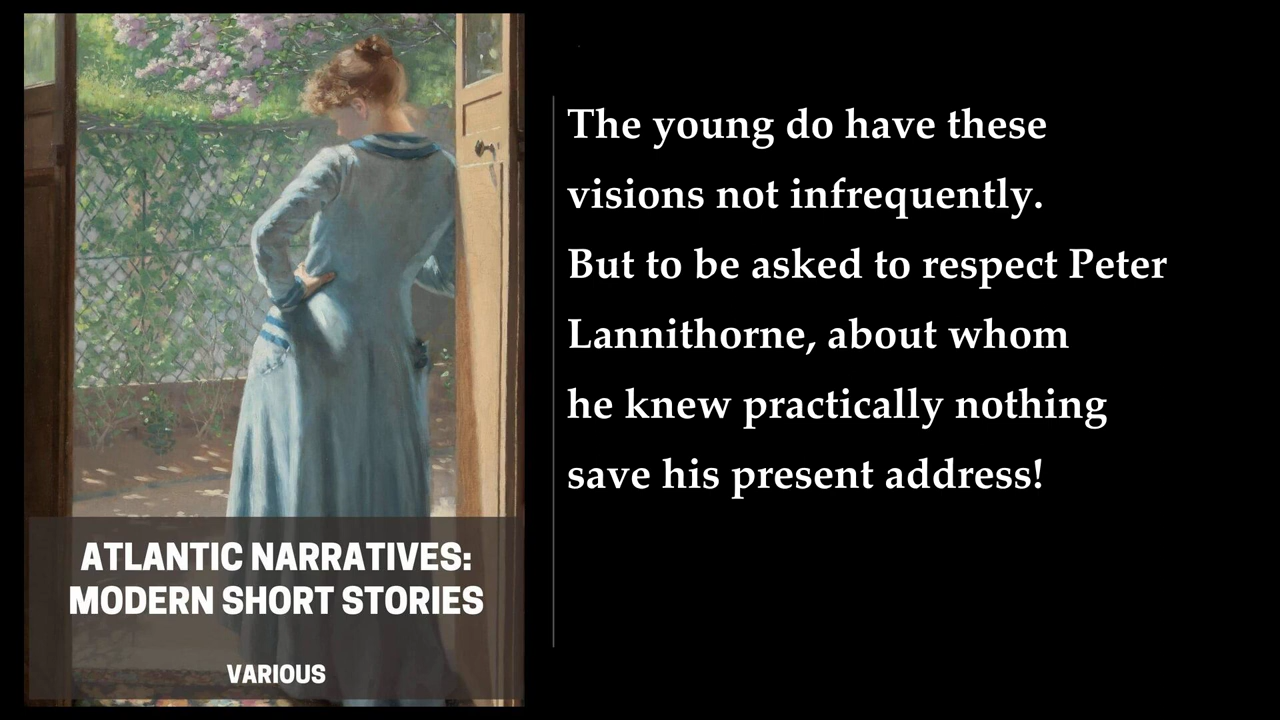 The young do have these
visions not infrequently.
But to be asked to respect Peter
Lannithorne, about whom
he knew practically nothing
save his present address!
ATLANTIC NARRATIVES:
MODERN SHORT STORIES
VARIOUS